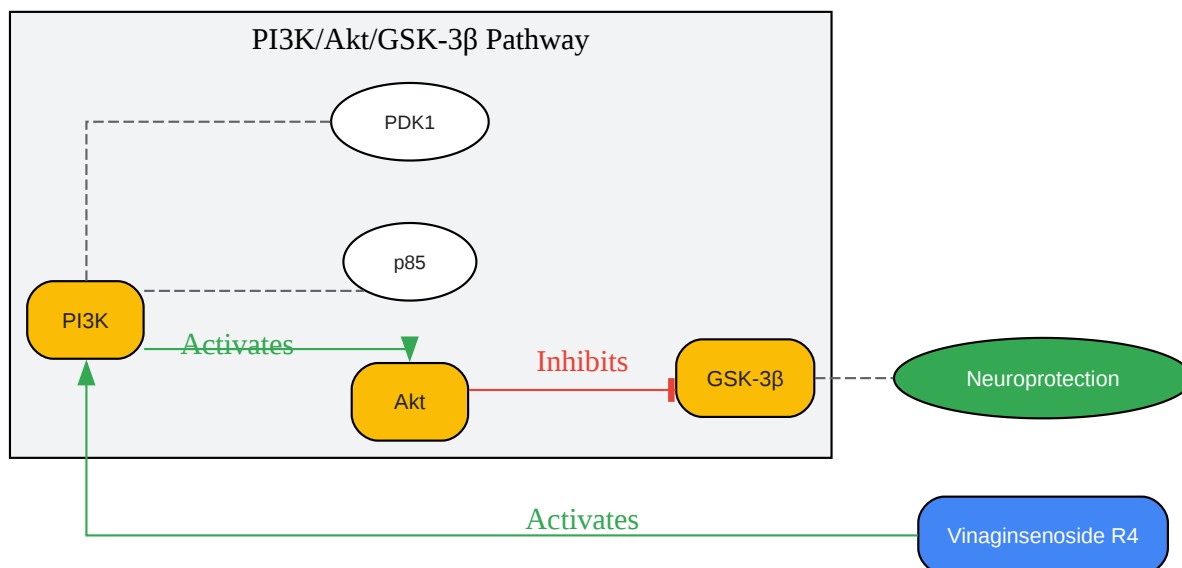 PI3K/Akt/GSK-3β Pathway
PDK1
p85
PI3K
Activates
Akt
Inhibits
GSK-3β
Neuroprotection
Activates
Vinaginsenoside R4